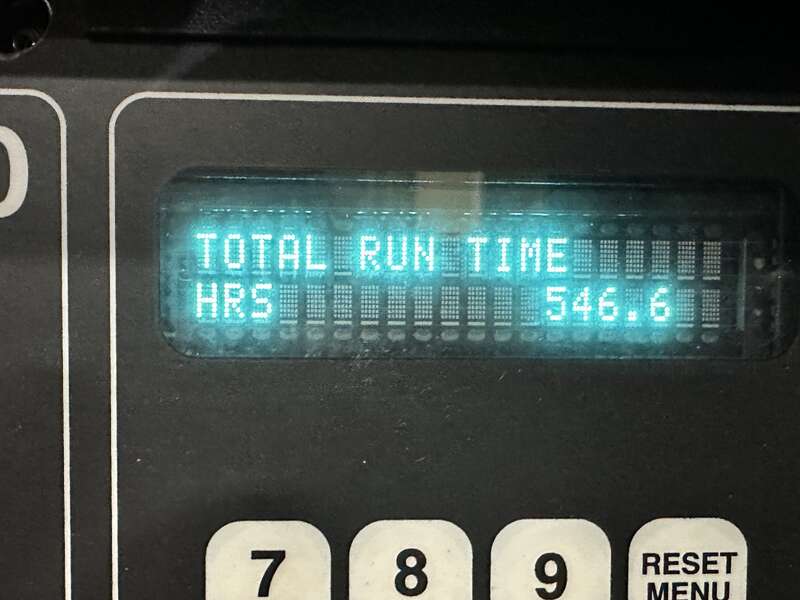 TOTAL RUN TIME
HRS 546.6
7 8 9 RESET
MENU